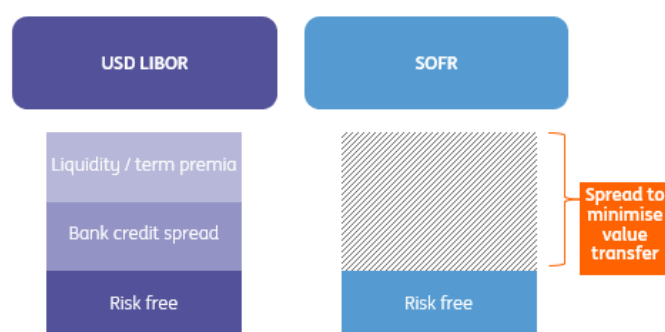 USD LIBOR
SOFR
Liquidity / term premia
Bank credit spread
Risk free
Risk free
Spread to
minimise
value
transfer